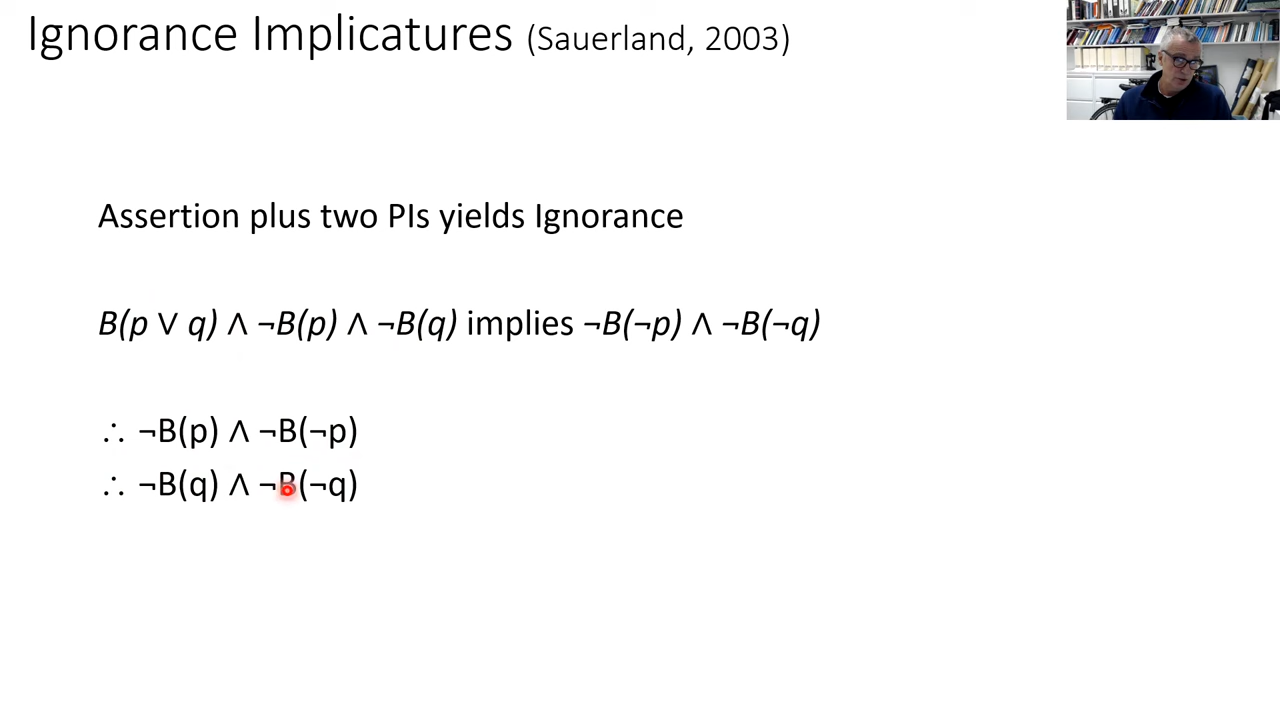 Ignorance Implicatures (Sauerland, 2003)
Assertion plus two PIs yields Ignorance
B(p ∨ q) ∧ ¬B(p) ∧ ¬B(q) implies ¬B(¬p) ∧ ¬B(¬q)
∴ ¬B(p) ∧ ¬B(¬p)
∴ ¬B(q) ∧ ¬B(¬q)